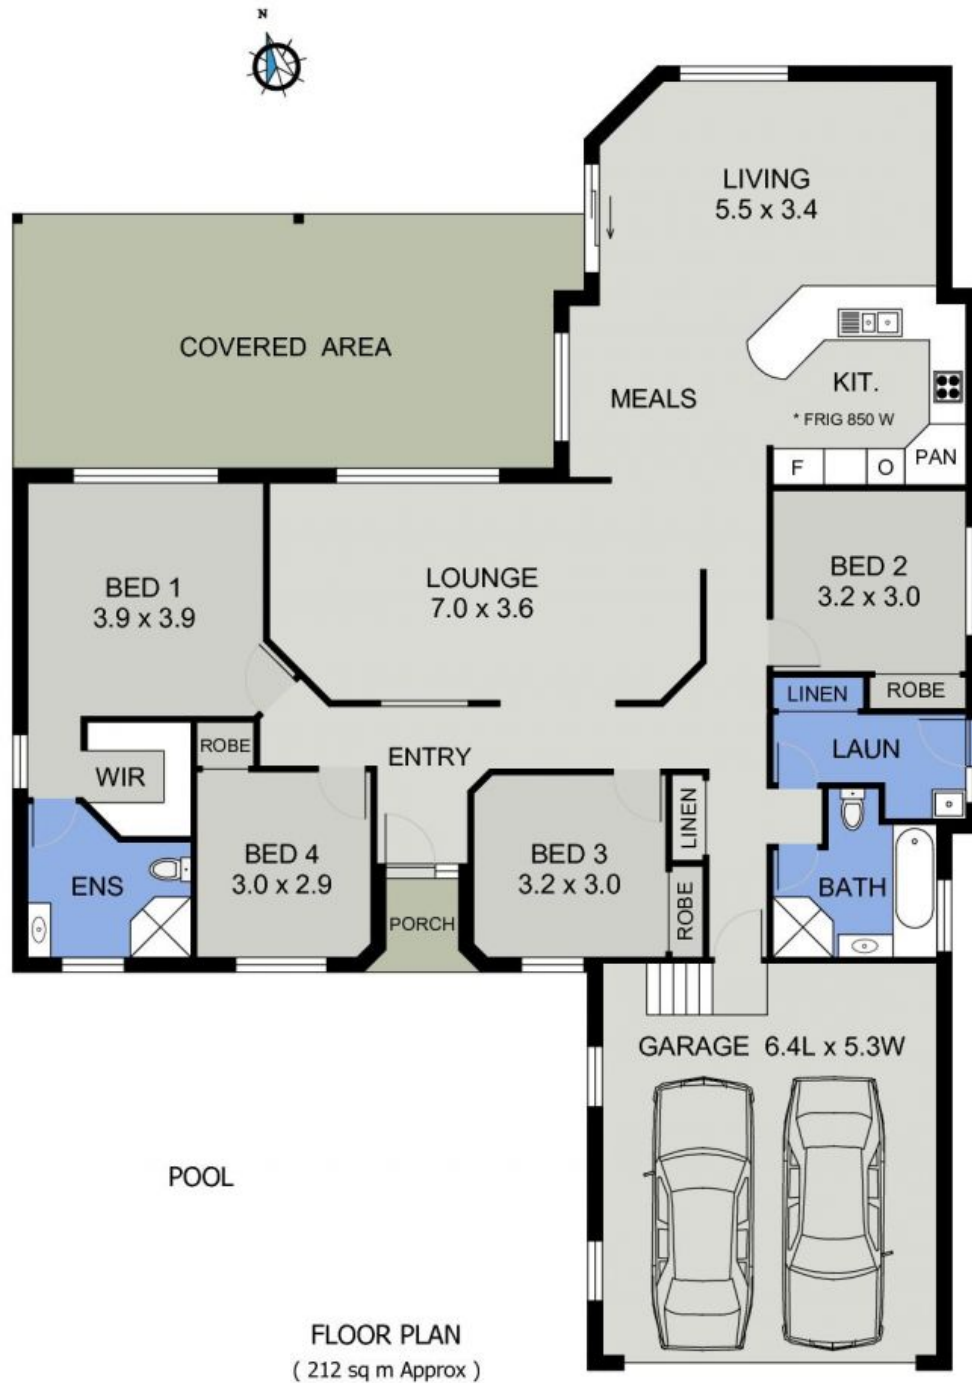 N
LIVING
5.5 x 3.4
COVERED AREA
MEALS
KIT.
* FRIG 850 W
F
O
PAN
BED 1
3.9 x 3.9
LOUNGE
7.0 x 3.6
BED 2
3.2 x 3.0
LINEN
ROBE
ROBE
ENTRY
LAUN
WIR
LINEN
BED 4
3.0 x 2.9
BED 3
3.2 x 3.0
ENS
BATH
PORCH
ROBE
GARAGE 6.4L x 5.3W
POOL
FLOOR PLAN
( 212 sq m Approx )